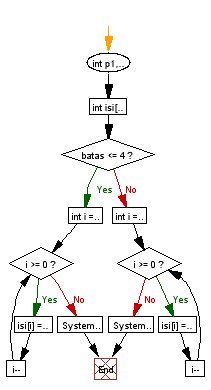 int p1,..
int isi[..
batas <= 4 ?
Yes No
int i =.. int i =..
i >= 0 ? i >= 0 ?
Yes No No Yes
isi[i] =.. System.. System.. isi[i] =..
i-- End i--